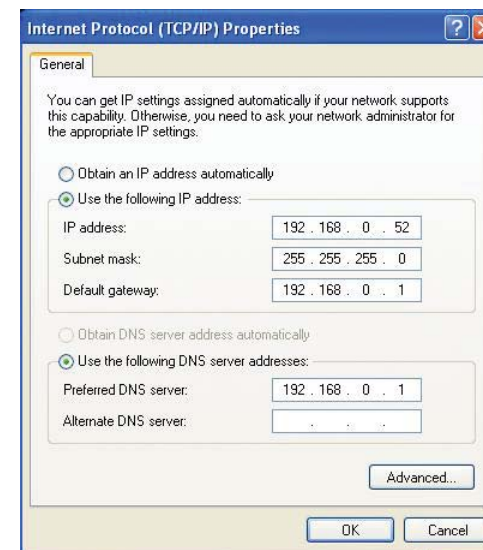 Internet Protocol (TCP/IP) Properties
General
You can get IP settings assigned automatically if your network supports
this capability. Otherwise, you need to ask your network administrator for
the appropriate IP settings.
Obtain an IP address automatically
Use the following IP address:
IP address: 192 . 168 . 0 . 52
Subnet mask: 255 . 255 . 255 . 0
Default gateway: 192 . 168 . 0 . 1
Obtain DNS server address automatically
Use the following DNS server addresses:
Preferred DNS server: 192 . 168 . 0 . 1
Alternate DNS server: . . .
Advanced...
OK Cancel